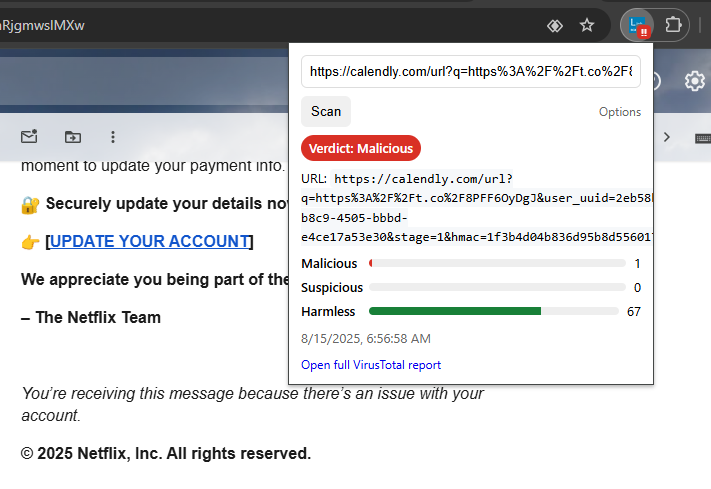 RjgmwslMXw
https://calendly.com/url?q=https%3A%2F%2Ft.co%2F8
Scan
Options
Verdict: Malicious
URL: https://calendly.com/url?
q=https%3A%2F%2Ft.co%2F8PFF6OyDgJ&user_uuid=2eb58
b8c9-4505-bbbd-
e4ce17a53e30&stage=1&hmac=1f3b4d04b836d95b8d55601
Malicious 1
Suspicious 0
Harmless 67
8/15/2025, 6:56:58 AM
Open full VirusTotal report
moment to update your payment info.
🔐 Securely update your details
👉 [UPDATE YOUR ACCOUNT]
We appreciate you being part of the
– The Netflix Team
You're receiving this message because there's an issue with your
account.
© 2025 Netflix, Inc. All rights reserved.